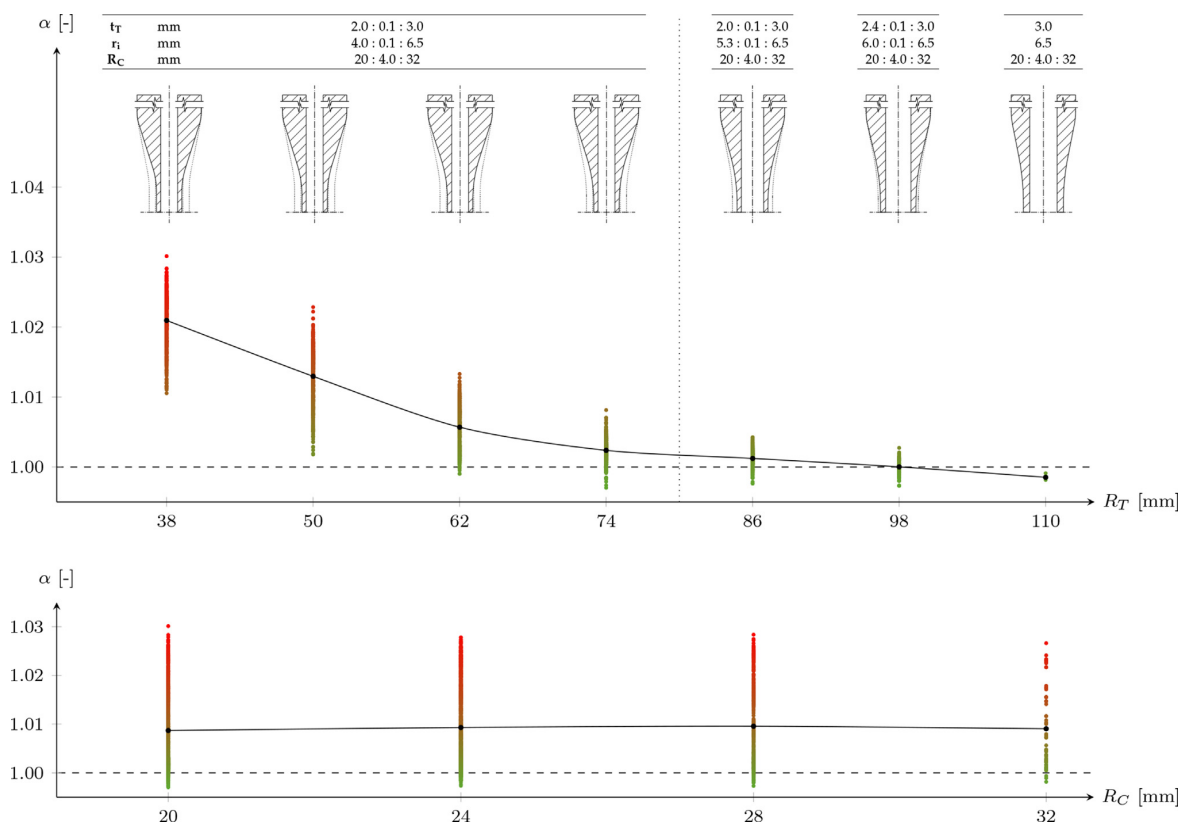 α [-]
t_T mm 2.0 : 0.1 : 3.0 2.0 : 0.1 : 3.0 2.4 : 0.1 : 3.0 3.0
r_i mm 4.0 : 0.1 : 6.5 5.3 : 0.1 : 6.5 6.0 : 0.1 : 6.5 6.5
R_C mm 20 : 4.0 : 32 20 : 4.0 : 32 20 : 4.0 : 32 20 : 4.0 : 32
1.04
1.03
1.02
1.01
1.00
R_T [mm]
38 50 62 74 86 98 110
α [-]
1.03
1.02
1.01
1.00
R_C [mm]
20 24 28 32